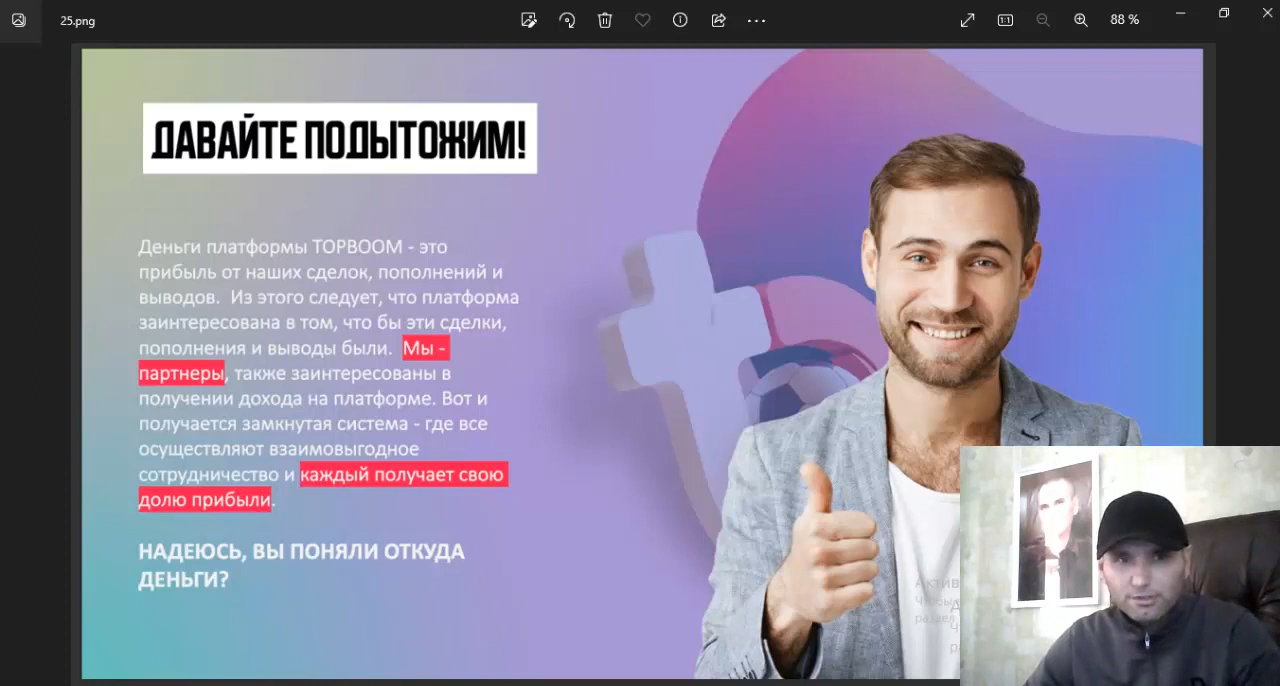 25.png
88 %
ДАВАЙТЕ ПОДЫТОЖИМ!
Деньги платформы TOPBOOM - это
прибыль от наших сделок, пополнений и
выводов. Из этого следует, что платформа
заинтересована в том, что бы эти сделки,
пополнения и выводы были. Мы -
партнеры, также заинтересованы в
получении дохода на платформе. Вот и
получается замкнутая система - где все
осуществляют взаимовыгодное
сотрудничество и каждый получает свою
долю прибыли.
НАДЕЮСЬ, ВЫ ПОНЯЛИ ОТКУДА
ДЕНЬГИ?